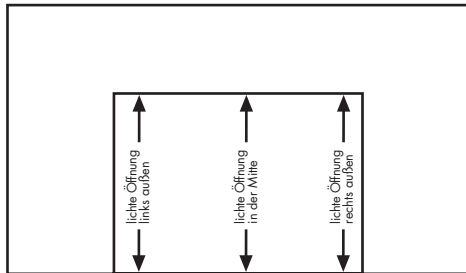 lichte Öffnung
links außen
lichte Öffnung
in der Mitte
lichte Öffnung
rechts außen